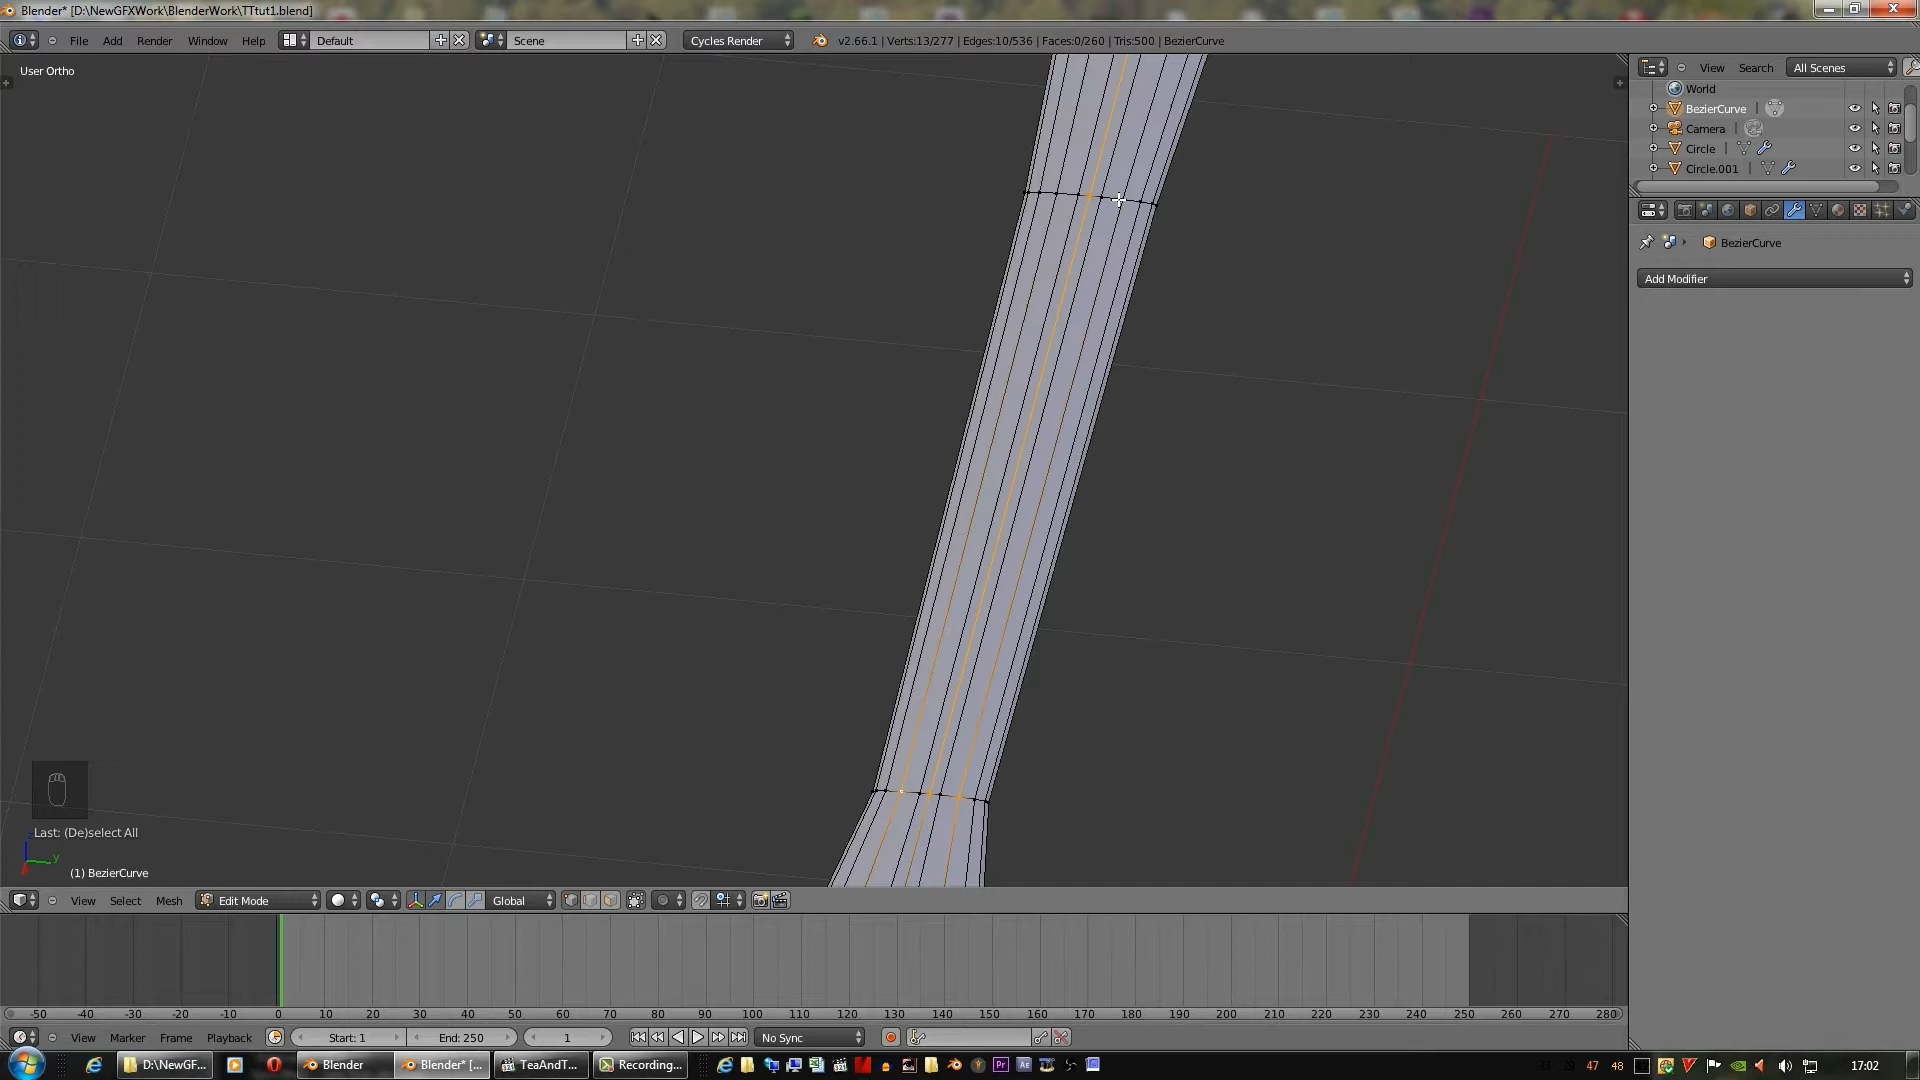 Blender* [D:\NewGFXWork\BlenderWork\TTtut1.blend]
File Add Render Window Help Default Scene Cycles Render v2.66.1 | Verts:13/277 | Edges:10/536 | Faces:0/260 | Tris:500 | BezierCurve
User Ortho
View Search All Scenes
World
BezierCurve
Camera
Circle
Circle.001
BezierCurve
Add Modifier
Last: (De)select All
y
(1) BezierCurve
View Select Mesh Edit Mode Global
-50 -40 -30 -20 -10 0 10 20 30 40 50 60 70 80 90 100 110 120 130 140 150 160 170 180 190 200 210 220 230 240 250 260 270 280
View Marker Frame Playback Start: 1 End: 250 1 No Sync
D:\NewGF... Blender Blender* [... TeaAndT... Recording... Pr Ae 47 48 17:02